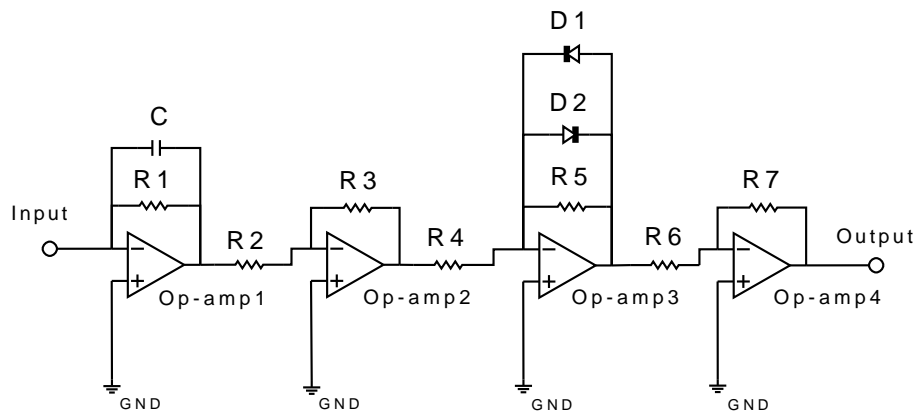 D1
D2
C
R1
R3
R5
R7
Input
R2
R4
R6
Output
Op-amp1
Op-amp2
Op-amp3
Op-amp4
GND
GND
GND
GND